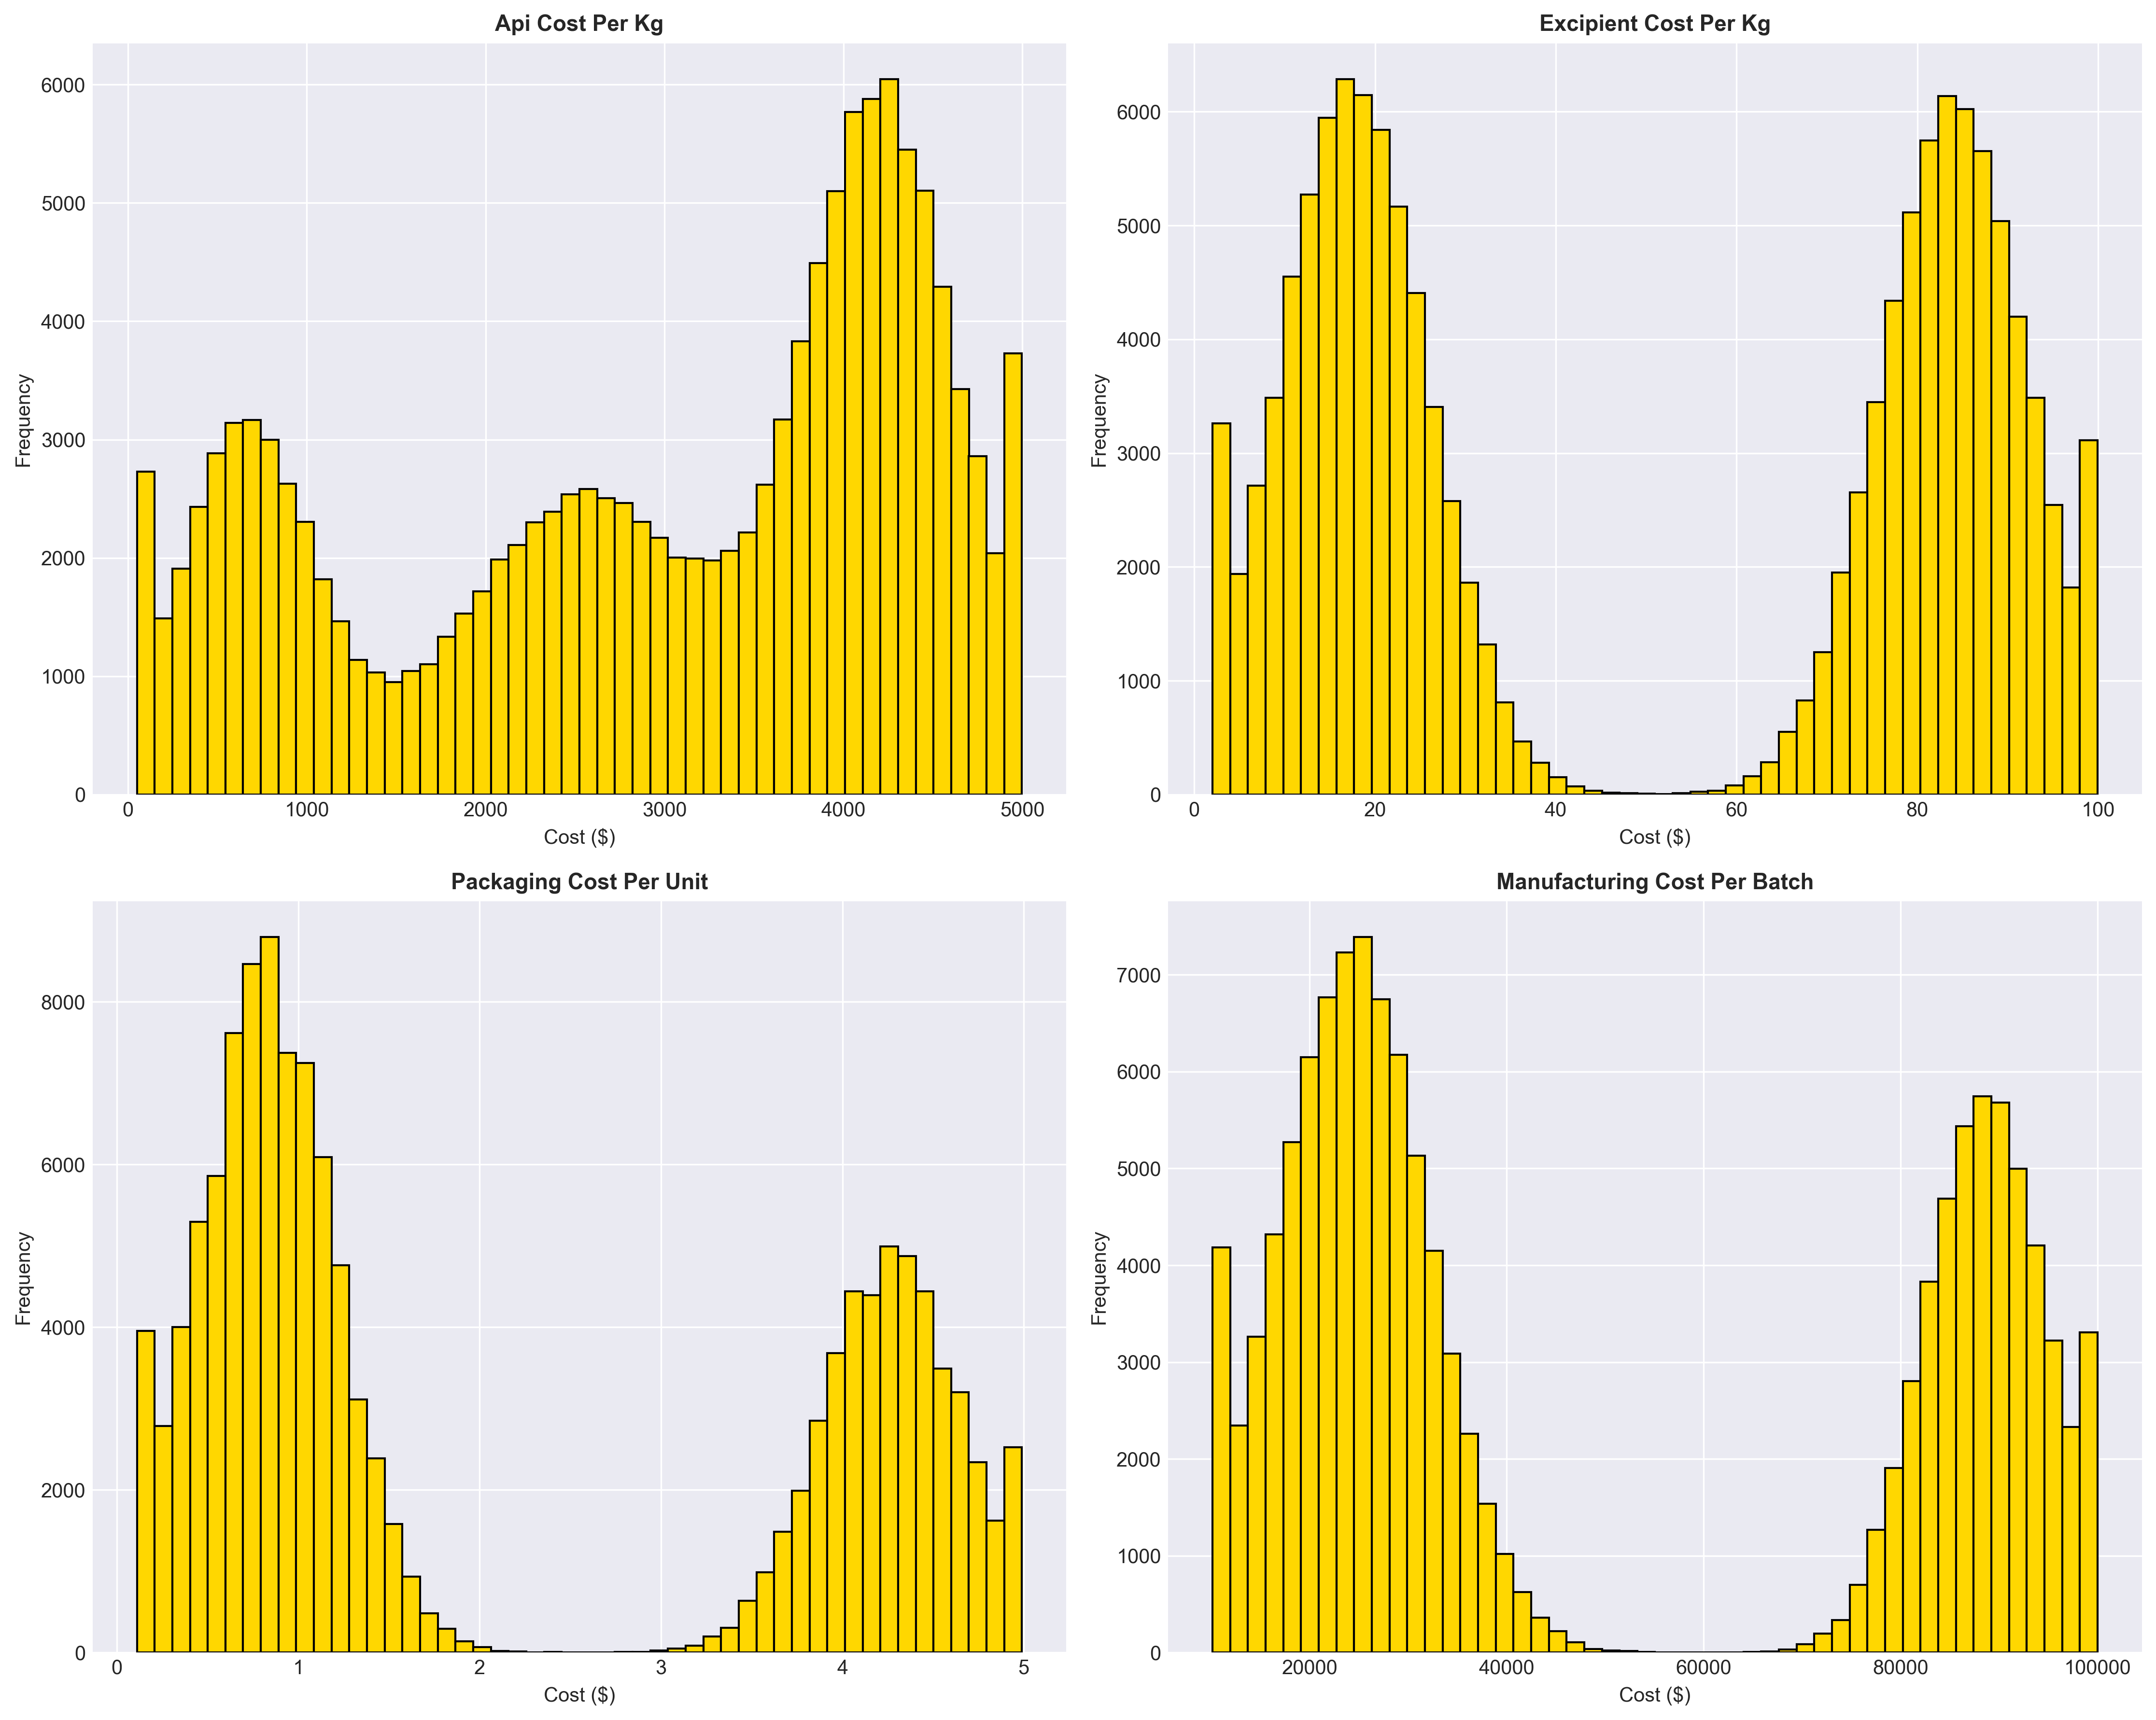 Api Cost Per Kg
Frequency
6000
5000
4000
3000
2000
1000
0
0 1000 2000 3000 4000 5000
Cost ($)
Excipient Cost Per Kg
Frequency
6000
5000
4000
3000
2000
1000
0
0 20 40 60 80 100
Cost ($)
Packaging Cost Per Unit
Frequency
8000
6000
4000
2000
0
0 1 2 3 4 5
Cost ($)
Manufacturing Cost Per Batch
Frequency
7000
6000
5000
4000
3000
2000
1000
0
20000 40000 60000 80000 100000
Cost ($)